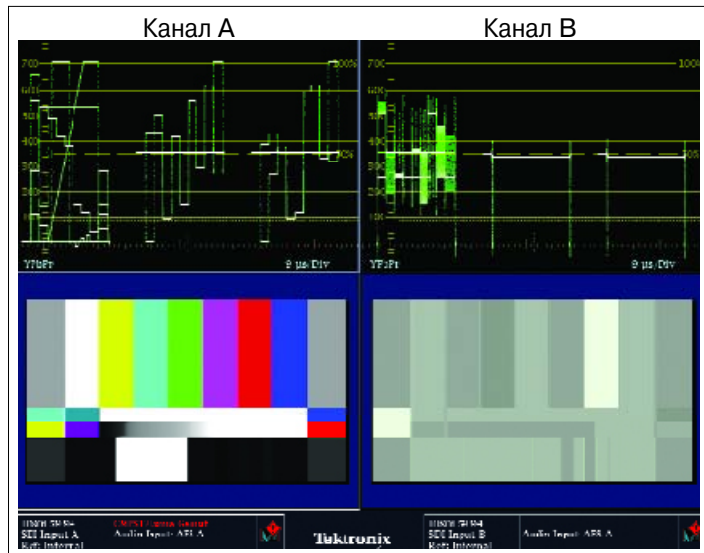 Канал A
Канал B
700
100%
600
500
400
300
200
100
YPbPr
9 µs/Div
700
100%
600
500
400
300
200
100
YPbPr
9 µs/Div
SDI Input A
Audio Input: AES A
Ref: Internal
Tektronix
SDI Input B
Audio Input: AES A
Ref: Internal